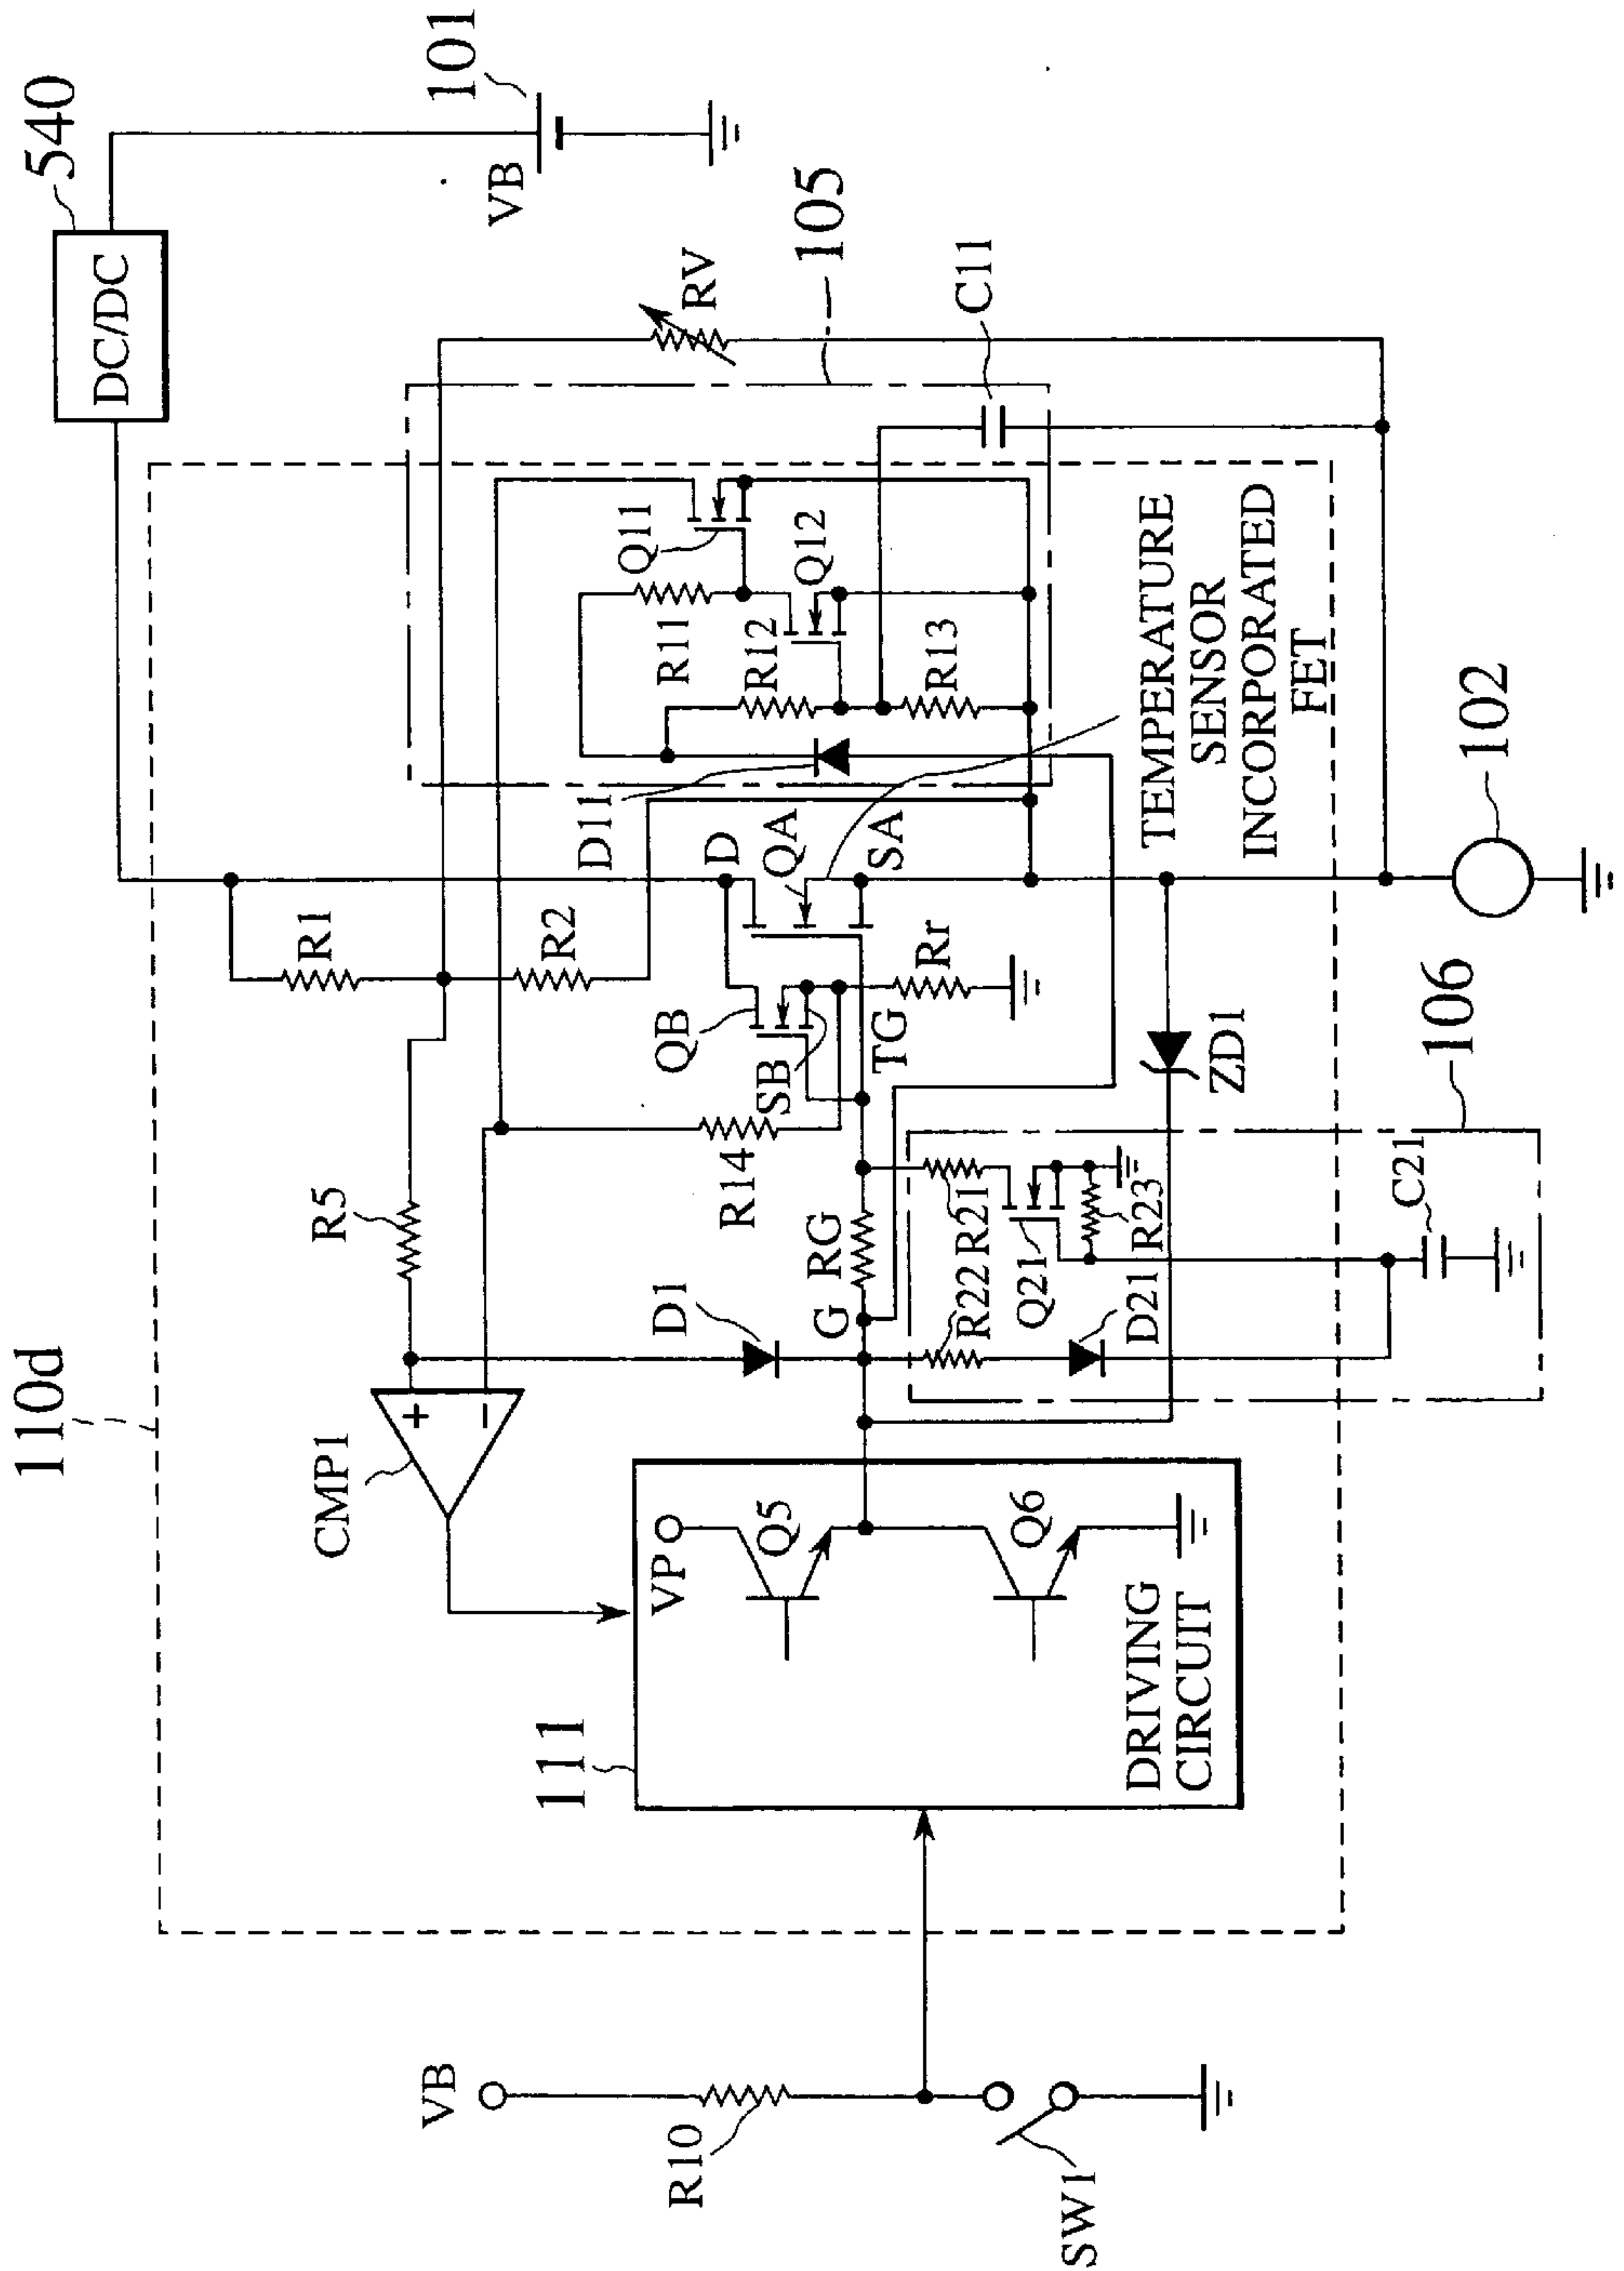 110d
540
DC/DC
101
VB
105
RV
C11
Q11
R11
Q12
R12
R13
D11
D
QA
SA
R1
R2
QB
SB
TG
Rr
R14
R5
CMP1
D1
G
RG
R22
R21
Q21
R23
D21
C21
106
ZD1
TEMPERATURE
SENSOR
INCORPORATED
FET
102
111
VP
Q5
Q6
DRIVING
CIRCUIT
VB
R10
SW1
+
−